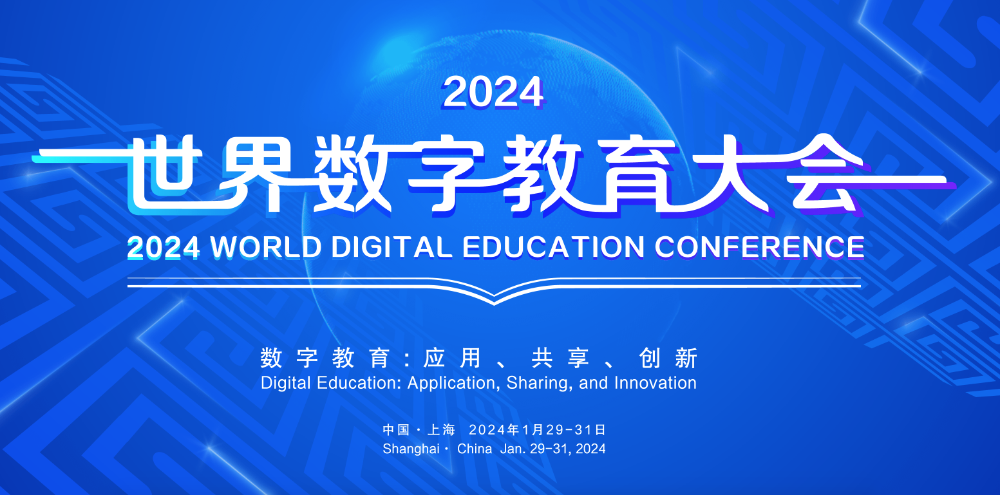 2024
世界数字教育大会
2024 WORLD DIGITAL EDUCATION CONFERENCE
数字教育:应用、共享、创新
Digital Education: Application, Sharing, and Innovation
中国·上海 2024年1月29-31日
Shanghai· China Jan. 29-31, 2024